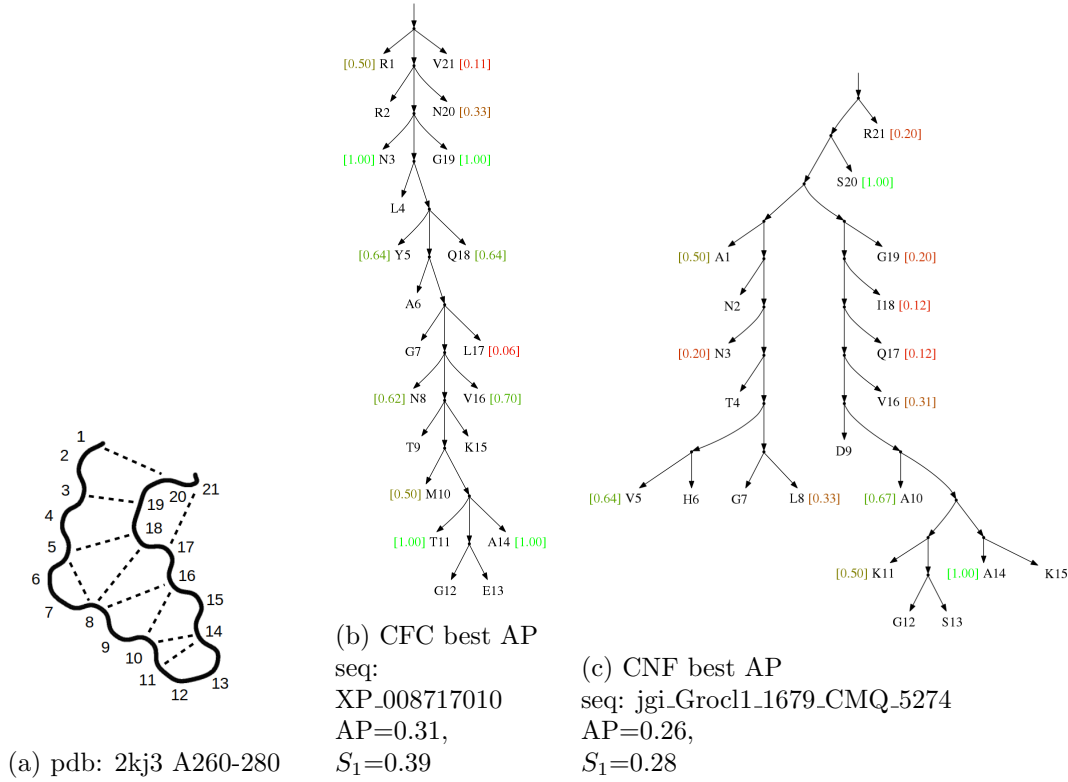 1
2
3
4
5
6
7
8
9
10
11
12
13
14
15
16
17
18
19
20
21
(a) pdb: 2kj3 A260-280
[0.50] R1 V21 [0.11]
R2 N20 [0.33]
[1.00] N3 G19 [1.00]
L4
[0.64] Y5 Q18 [0.64]
A6
G7 L17 [0.06]
[0.62] N8 V16 [0.70]
T9 K15
[0.50] M10
[1.00] T11 A14 [1.00]
G12 E13
(b) CFC best AP
seq:
XP_008717010
AP=0.31,
S1=0.39
R21 [0.20]
S20 [1.00]
[0.50] A1 G19 [0.20]
N2 I18 [0.12]
[0.20] N3 Q17 [0.12]
T4 V16 [0.31]
D9
[0.64] V5 H6 G7 L8 [0.33] [0.67] A10
[0.50] K11 [1.00] A14 K15
G12 S13
(c) CNF best AP
seq: jgi_Grocl1_1679_CMQ_5274
AP=0.26,
S1=0.28